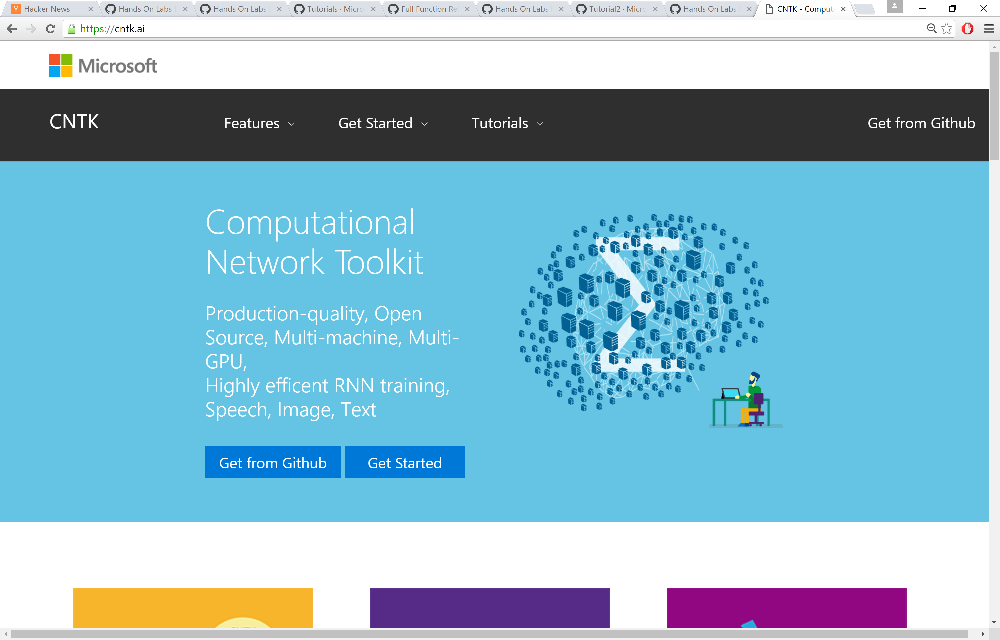 Hacker News
Hands On Labs
Hands On Labs
Tutorials · Micro
Full Function Re
Hands On Labs
Tutorial2 · Micro
Hands On Labs
CNTK - Computa
https://cntk.ai
Microsoft
CNTK
Features
Get Started
Tutorials
Get from Github
Computational
Network Toolkit
Production-quality, Open
Source, Multi-machine, Multi-
GPU,
Highly efficent RNN training,
Speech, Image, Text
Get from Github
Get Started